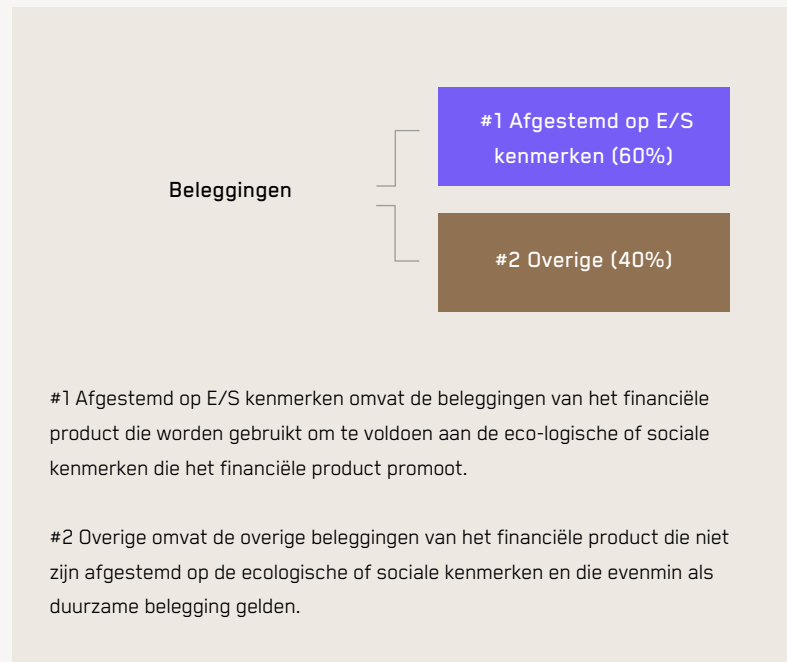 #1 Afgestemd op E/S
kenmerken (60%)
Beleggingen
#2 Overige (40%)
#1 Afgestemd op E/S kenmerken omvat de beleggingen van het financiële
product die worden gebruikt om te voldoen aan de eco-logische of sociale
kenmerken die het financiële product promoot.
#2 Overige omvat de overige beleggingen van het financiële product die niet
zijn afgestemd op de ecologische of sociale kenmerken en die evenmin als
duurzame belegging gelden.